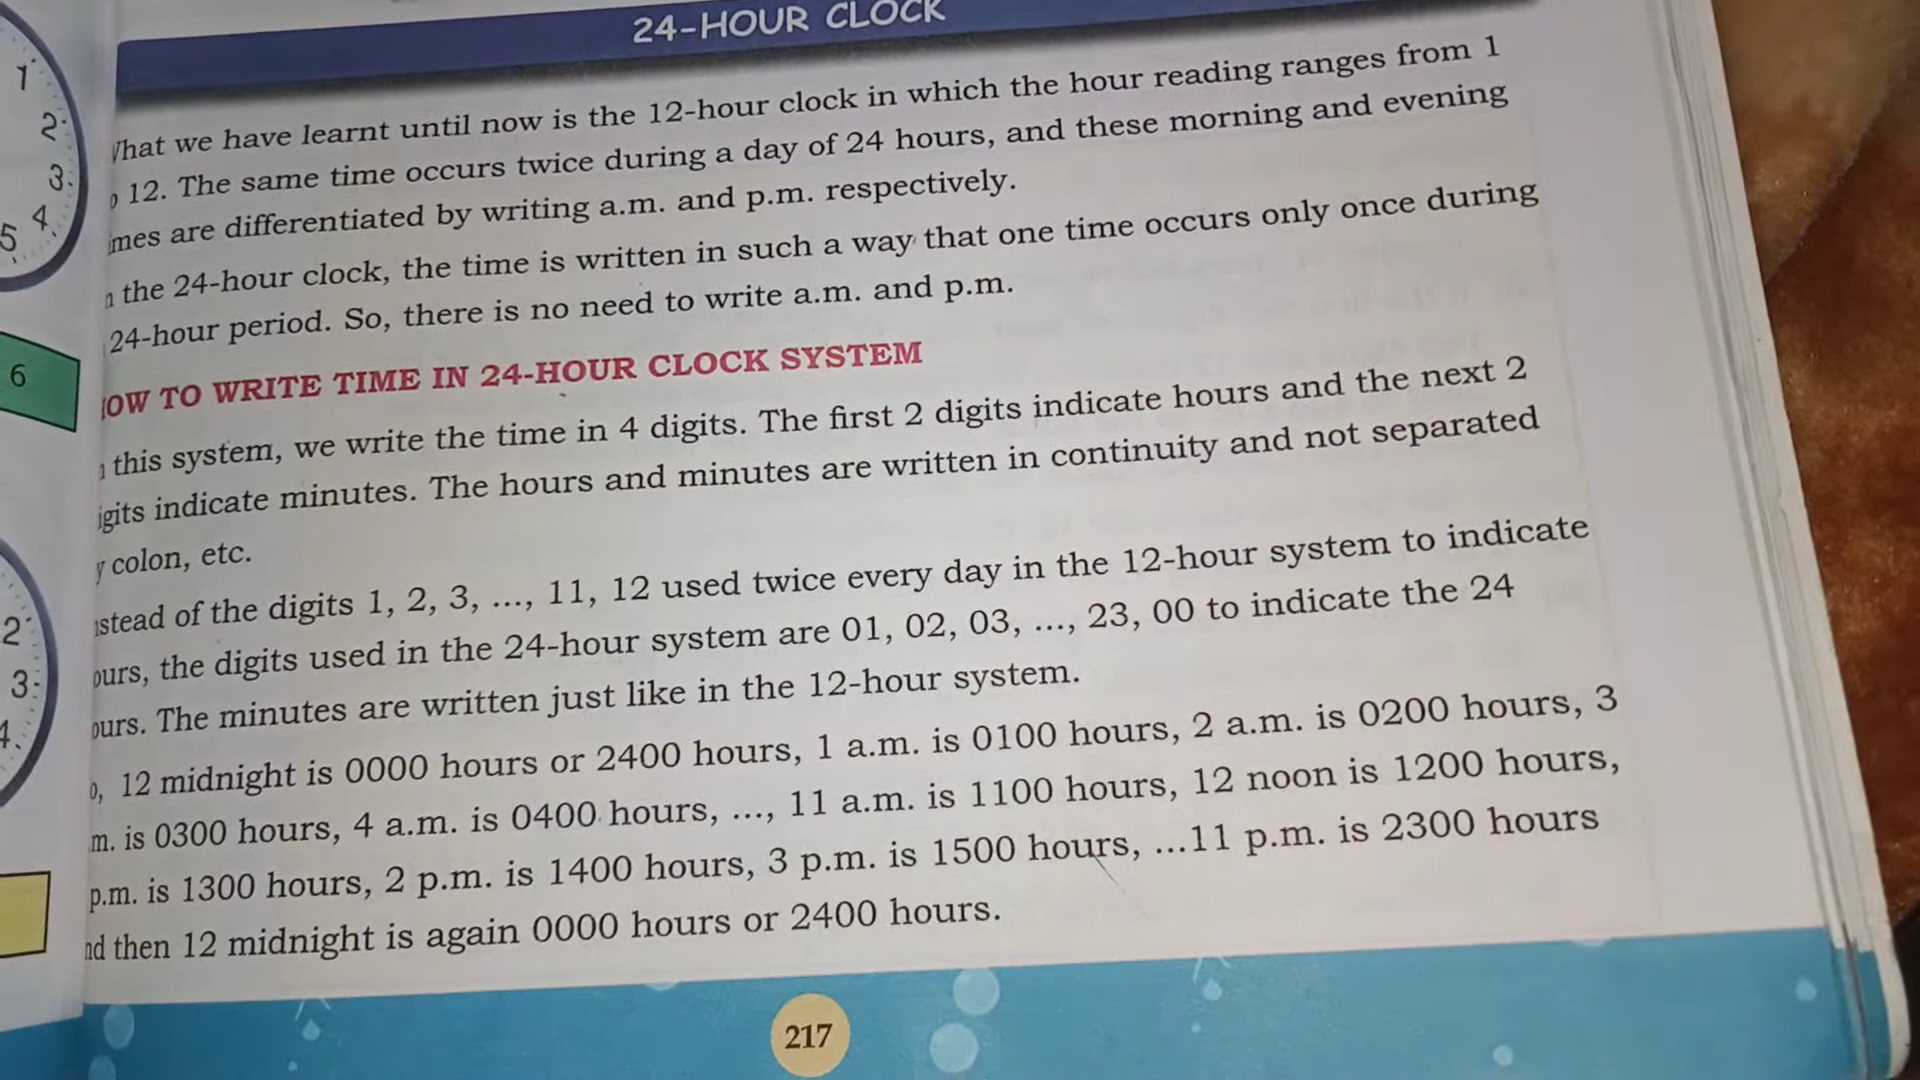 24-HOUR CLOCK
What we have learnt until now is the 12-hour clock in which the hour reading ranges from 1
12. The same time occurs twice during a day of 24 hours, and these morning and evening
are differentiated by writing a.m. and p.m. respectively.
the 24-hour clock, the time is written in such a way that one time occurs only once during
24-hour period. So, there is no need to write a.m. and p.m.
OW TO WRITE TIME IN 24-HOUR CLOCK SYSTEM
this system, we write the time in 4 digits. The first 2 digits indicate hours and the next 2
igits indicate minutes. The hours and minutes are written in continuity and not separated
y colon, etc.
stead of the digits 1, 2, 3, ..., 11, 12 used twice every day in the 12-hour system to indicate
ours, the digits used in the 24-hour system are 01, 02, 03, ..., 23, 00 to indicate the 24
ours. The minutes are written just like in the 12-hour system.
o, 12 midnight is 0000 hours or 2400 hours, 1 a.m. is 0100 hours, 2 a.m. is 0200 hours, 3
m. is 0300 hours, 4 a.m. is 0400 hours, ..., 11 a.m. is 1100 hours, 12 noon is 1200 hours,
p.m. is 1300 hours, 2 p.m. is 1400 hours, 3 p.m. is 1500 hours, ...11 p.m. is 2300 hours
nd then 12 midnight is again 0000 hours or 2400 hours.
217
1
2
3
4
5
6
2
3
4